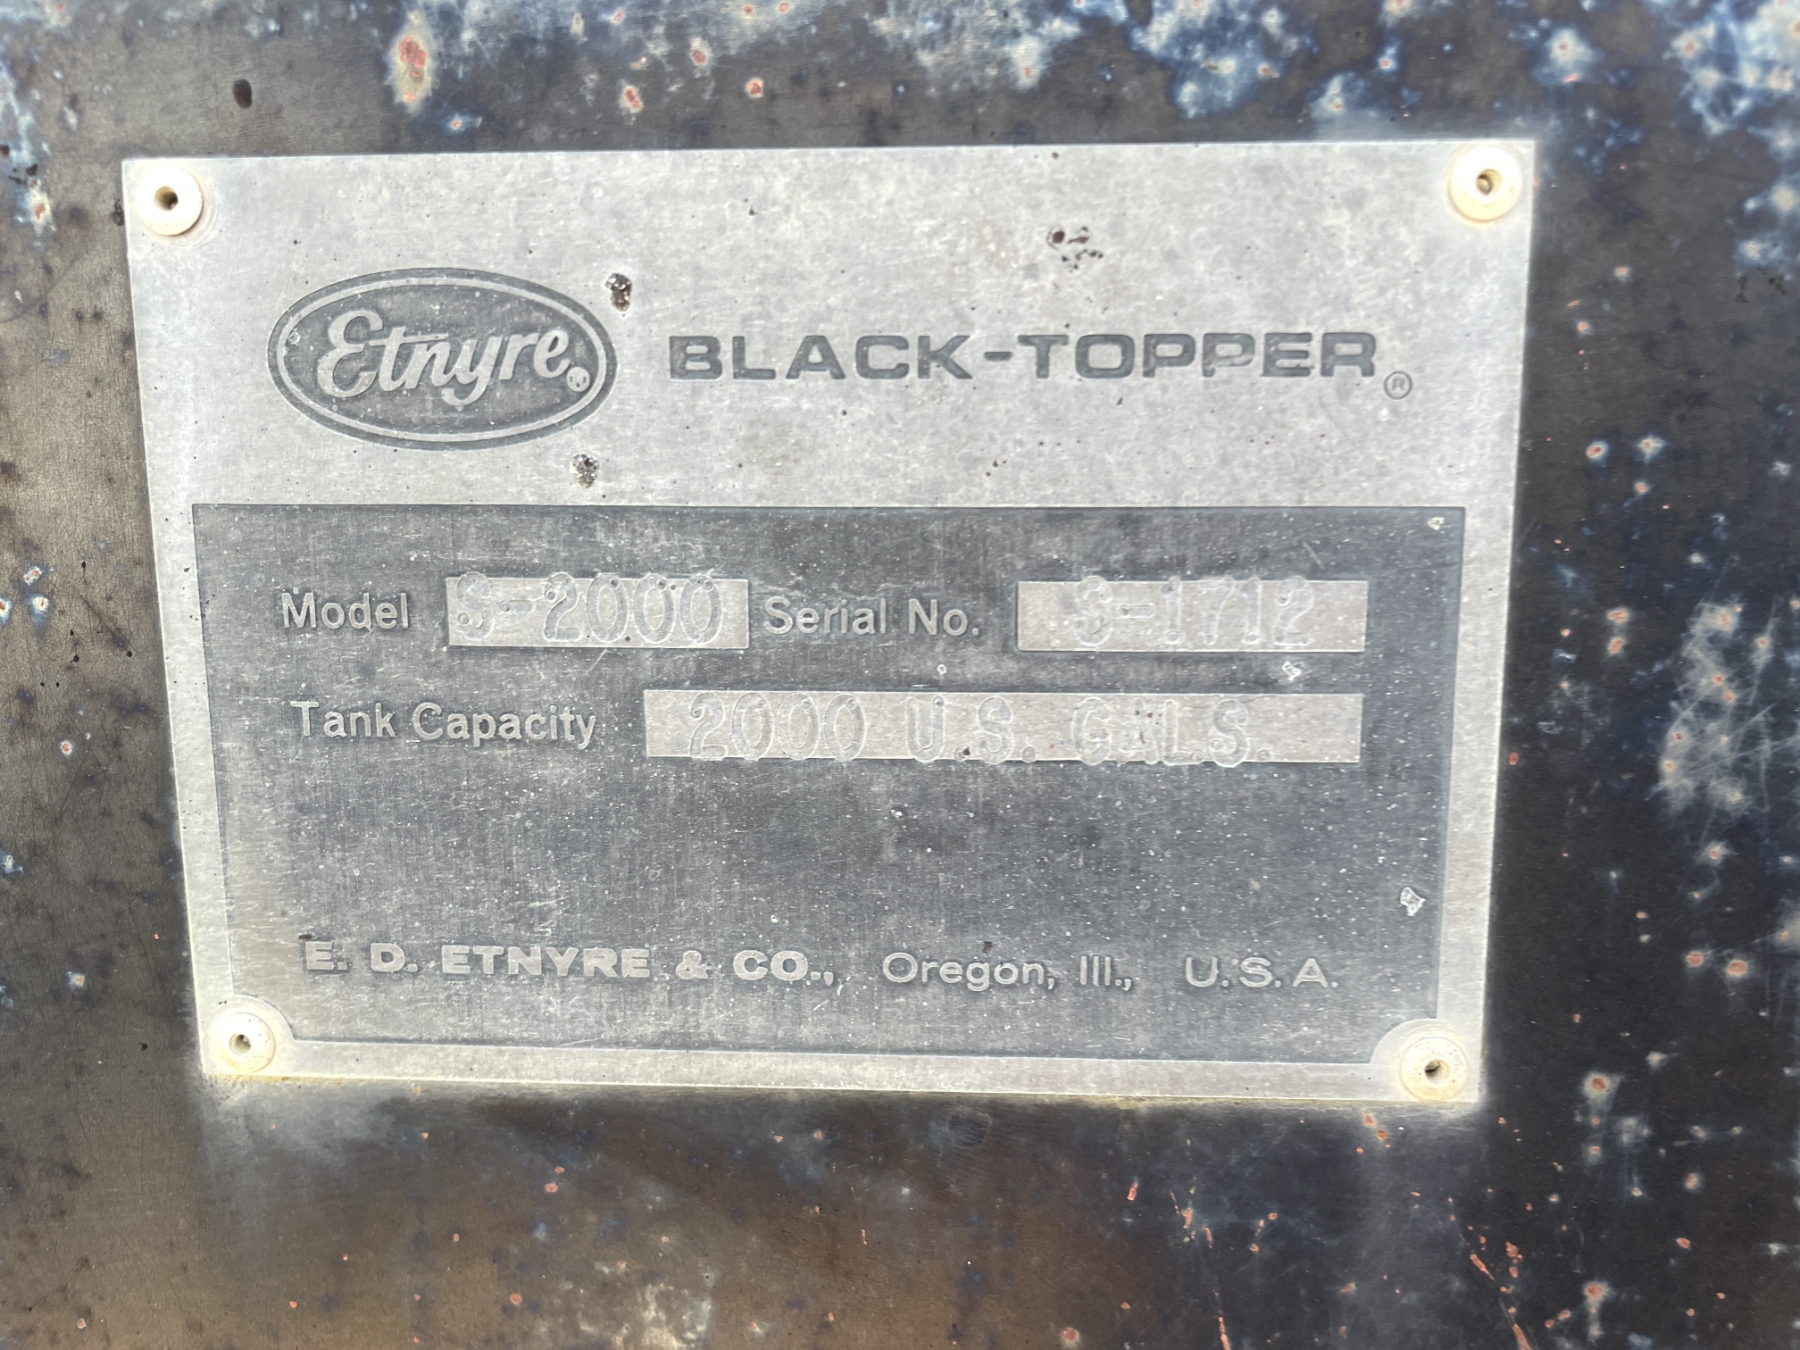 Etnyre® BLACK-TOPPER®
Model S-2000 Serial No. S-1712
Tank Capacity 2000 U.S. GALS.
E. D. ETNYRE & CO., Oregon, Ill., U.S.A.